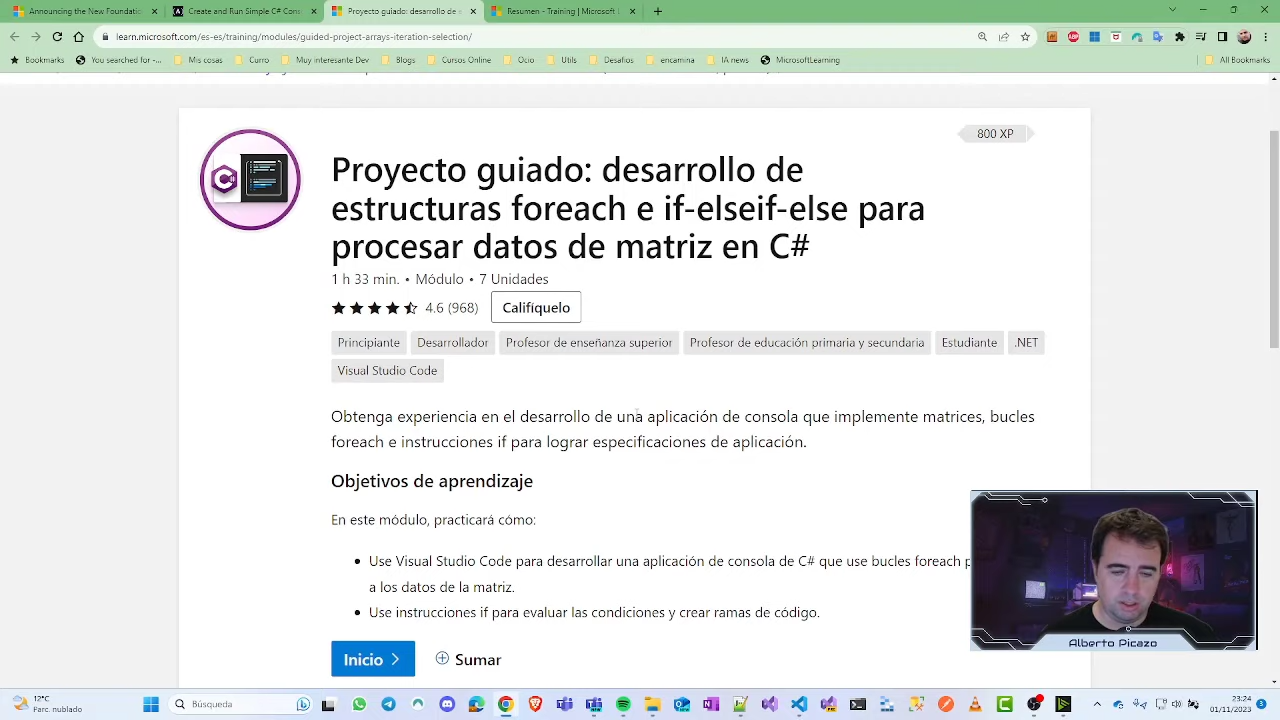 Announcing the New Foundatio
Create and Run Simple C# Cons
Proyecto guiado: desarrollo de e
Resumen - Training | Microsoft L
learn.microsoft.com/es-es/training/modules/guided-project-arrays-iteration-selection/
Bookmarks
You searched for -...
Mis cosas
Curro
Muy interesante Dev
Blogs
Cursos Online
Ocio
Utils
Desafios
encamina
IA news
MicrosoftLearning
All Bookmarks
800 XP
Proyecto guiado: desarrollo de
estructuras foreach e if-elseif-else para
procesar datos de matriz en C#
1 h 33 min. • Módulo • 7 Unidades
4.6 (968)
Califíquelo
Principiante
Desarrollador
Profesor de enseñanza superior
Profesor de educación primaria y secundaria
Estudiante
.NET
Visual Studio Code
Obtenga experiencia en el desarrollo de una aplicación de consola que implemente matrices, bucles
foreach e instrucciones if para lograr especificaciones de aplicación.
Objetivos de aprendizaje
En este módulo, practicará cómo:
• Use Visual Studio Code para desarrollar una aplicación de consola de C# que use bucles foreach p
a los datos de la matriz.
• Use instrucciones if para evaluar las condiciones y crear ramas de código.
Inicio
Sumar
Alberto Picazo
12°C
Parc. nublado
Búsqueda
23:24
01/11/2023